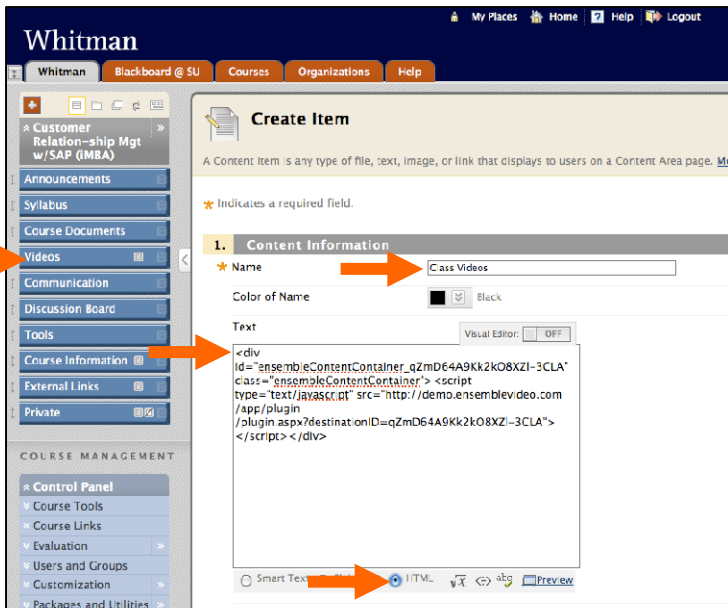 My Places Home Help Logout
Whitman
Whitman Blackboard @ SU Courses Organizations Help
Customer
Relation-ship Mgt
w/SAP (iMBA)
Announcements
Syllabus
Course Documents
Videos
Communication
Discussion Board
Tools
Course Information
External Links
Private
COURSE MANAGEMENT
Control Panel
Course Tools
Course Links
Evaluation
Users and Groups
Customization
Packages and Utilities
Create Item
A Content Item is any type of file, text, image, or link that displays to users on a Content Area page.
Indicates a required field.
1. Content Information
Name Class Videos
Color of Name Black
Text
Visual Editor: OFF
<div
id="ensembleContentContainer_qZmD64A9Kk2kO8XZl-3CLA"
class="ensembleContentContainer"> <script
type="text/javascript" src="http://demo.ensemblevideo.com
/app/plugin
/plugin.aspx?destinationID=qZmD64A9Kk2kO8XZl-3CLA">
</script></div>
Smart Text HTML Preview